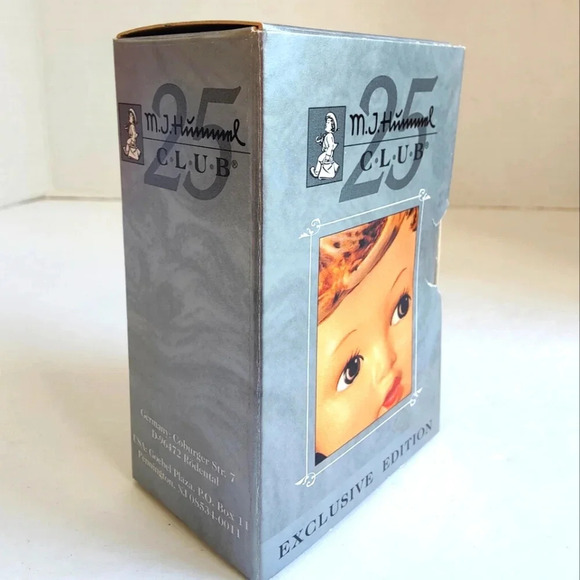 25
M.J.Hummel
C·L·U·B®
Germany: Coburger Str. 7
D-96472 Rödental
USA: Goebel Plaza, P.O. Box 11
Pennington, NJ 08534-0011
25
M.J.Hummel
C·L·U·B®
EXCLUSIVE EDITION